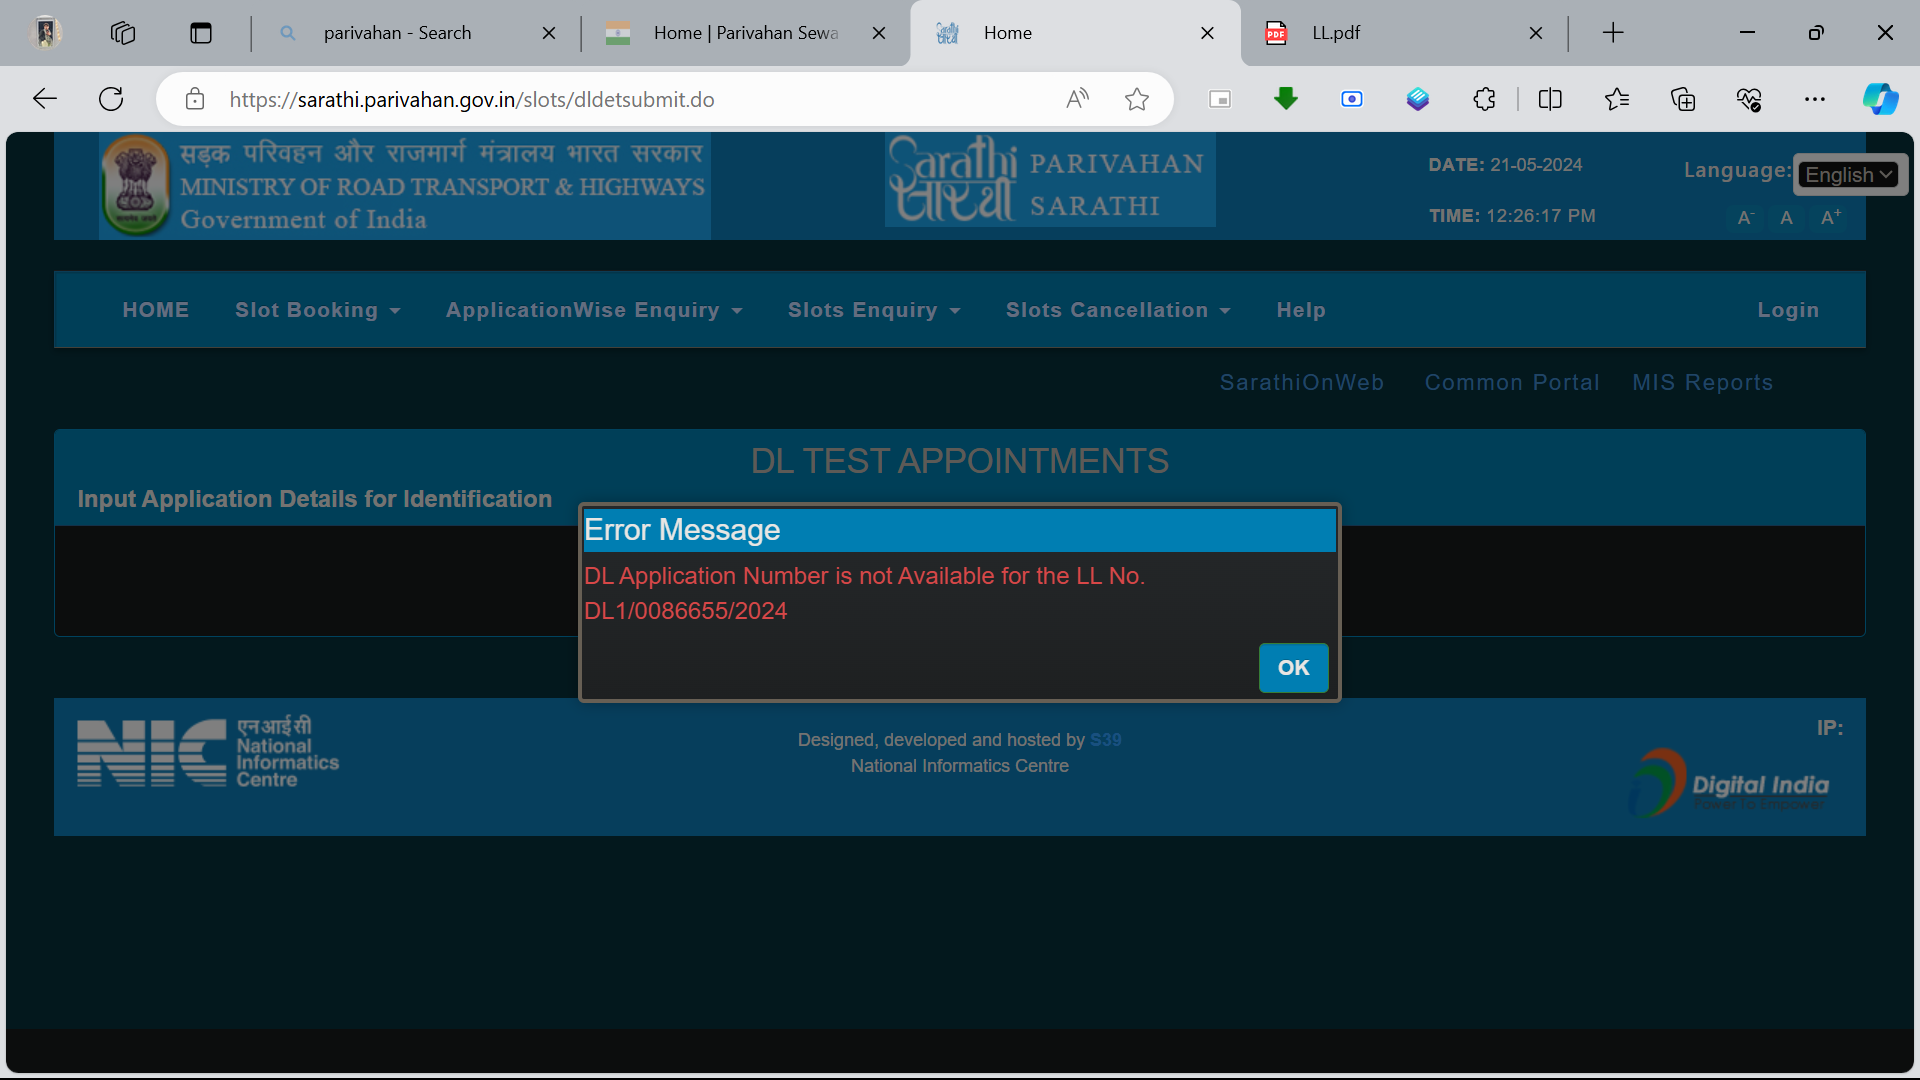 parivahan - Search
Home | Parivahan Sewa
Home
LL.pdf
https://sarathi.parivahan.gov.in/slots/dldetsubmit.do
सड़क परिवहन और राजमार्ग मंत्रालय भारत सरकार
MINISTRY OF ROAD TRANSPORT & HIGHWAYS
Government of India
Sarathi
सारथी
PARIVAHAN
SARATHI
DATE: 21-05-2024
TIME: 12:26:17 PM
Language: English
A- A A+
HOME Slot Booking ApplicationWise Enquiry Slots Enquiry Slots Cancellation Help Login
SarathiOnWeb Common Portal MIS Reports
DL TEST APPOINTMENTS
Input Application Details for Identification
Error Message
DL Application Number is not Available for the LL No.
DL1/0086655/2024
OK
NIC
एन आई सी
National
Informatics
Centre
Designed, developed and hosted by S39
National Informatics Centre
IP:
Digital India
Power To Empower